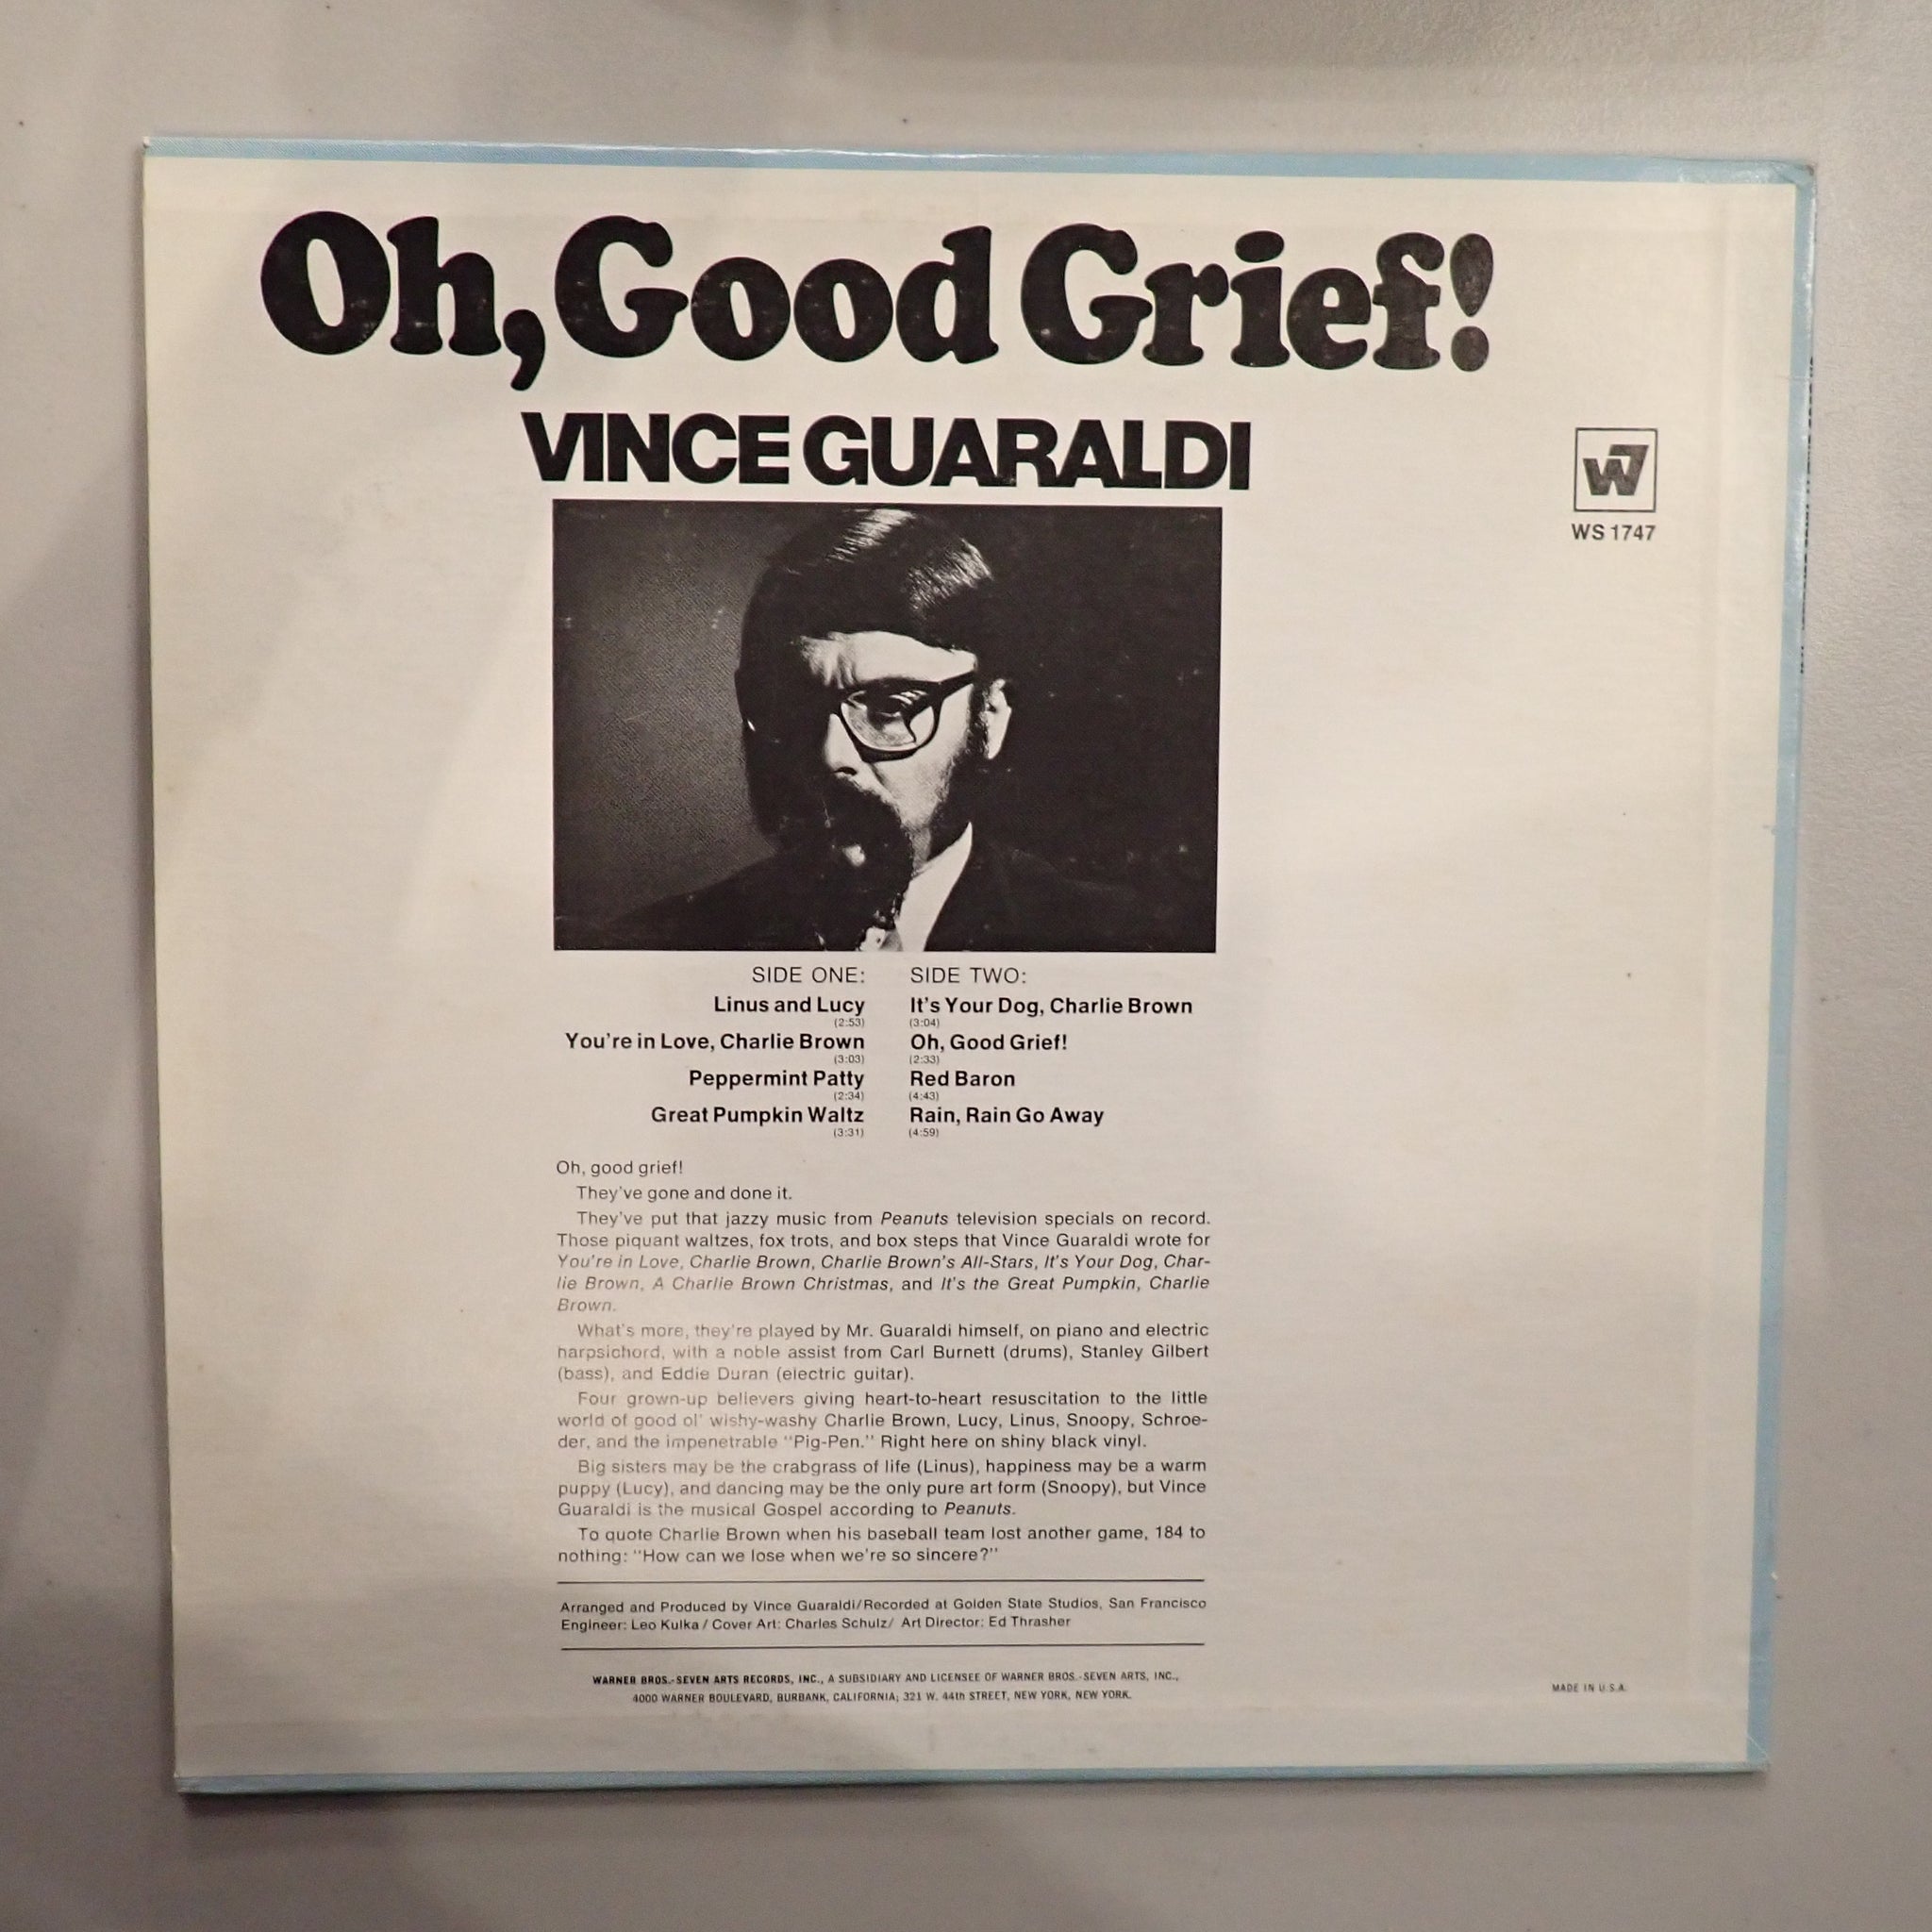 Oh, Good Grief!
VINCE GUARALDI
W7
WS 1747
SIDE ONE:
Linus and Lucy
(2:53)
You're in Love, Charlie Brown
(3:03)
Peppermint Patty
(2:34)
Great Pumpkin Waltz
(3:31)
SIDE TWO:
It's Your Dog, Charlie Brown
(3:04)
Oh, Good Grief!
(2:33)
Red Baron
(4:43)
Rain, Rain Go Away
(4:59)
Oh, good grief!
They've gone and done it.
They've put that jazzy music from Peanuts television specials on record.
Those piquant waltzes, fox trots, and box steps that Vince Guaraldi wrote for
You're in Love, Charlie Brown, Charlie Brown's All-Stars, It's Your Dog, Char-
lie Brown, A Charlie Brown Christmas, and It's the Great Pumpkin, Charlie
Brown.
What's more, they're played by Mr. Guaraldi himself, on piano and electric
harpsichord, with a noble assist from Carl Burnett (drums), Stanley Gilbert
(bass), and Eddie Duran (electric guitar).
Four grown-up believers giving heart-to-heart resuscitation to the little
world of good ol' wishy-washy Charlie Brown, Lucy, Linus, Snoopy, Schroe-
der, and the impenetrable "Pig-Pen." Right here on shiny black vinyl.
Big sisters may be the crabgrass of life (Linus), happiness may be a warm
puppy (Lucy), and dancing may be the only pure art form (Snoopy), but Vince
Guaraldi is the musical Gospel according to Peanuts.
To quote Charlie Brown when his baseball team lost another game, 184 to
nothing: "How can we lose when we're so sincere?"
Arranged and Produced by Vince Guaraldi/Recorded at Golden State Studios, San Francisco
Engineer: Leo Kulka / Cover Art: Charles Schulz/ Art Director: Ed Thrasher
WARNER BROS.-SEVEN ARTS RECORDS, INC., A SUBSIDIARY AND LICENSEE OF WARNER BROS.-SEVEN ARTS, INC.,
4000 WARNER BOULEVARD, BURBANK, CALIFORNIA; 321 W. 44th STREET, NEW YORK, NEW YORK.
MADE IN U.S.A.